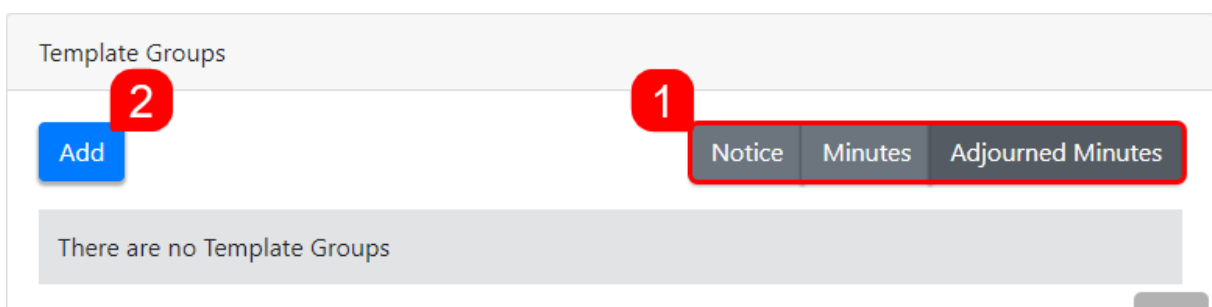 Template Groups
2
1
Add
Notice Minutes Adjourned Minutes
There are no Template Groups